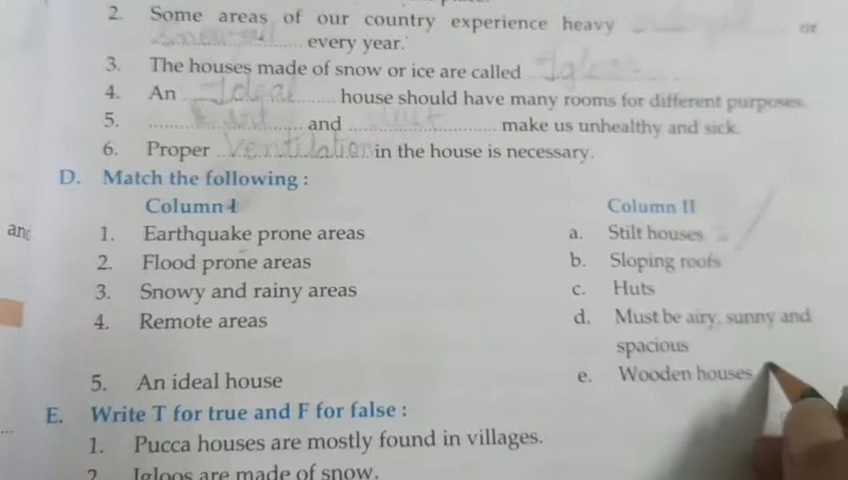 2. Some areas of our country experience heavy ........ or
........ every year.
3. The houses made of snow or ice are called Igloo
4. An Ideal house should have many rooms for different purposes.
5. ........ and ........ make us unhealthy and sick.
6. Proper Ventilation in the house is necessary.
D. Match the following :
Column I Column II
and
1. Earthquake prone areas a. Stilt houses
2. Flood prone areas b. Sloping roofs
3. Snowy and rainy areas c. Huts
4. Remote areas d. Must be airy, sunny and
spacious
5. An ideal house e. Wooden houses
E. Write T for true and F for false :
1. Pucca houses are mostly found in villages.
2. Igloos are made of snow.